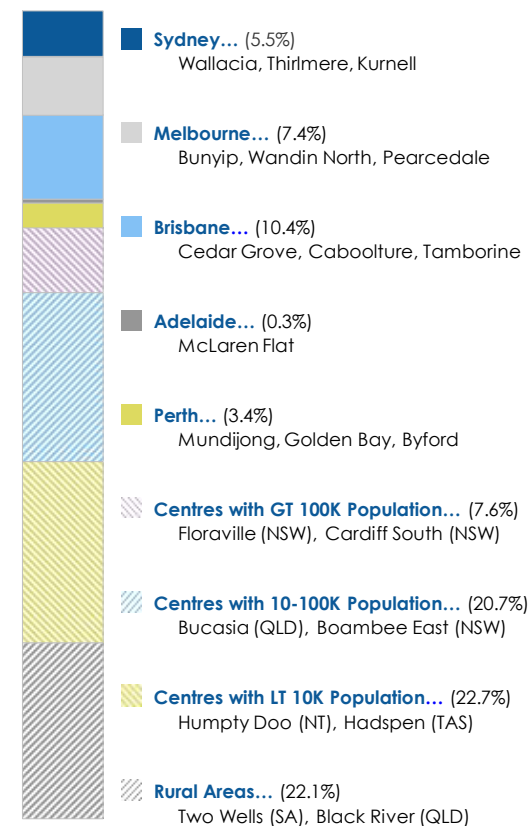 Sydney… (5.5%)
Wallacia, Thirlmere, Kurnell
Melbourne… (7.4%)
Bunyip, Wandin North, Pearcedale
Brisbane… (10.4%)
Cedar Grove, Caboolture, Tamborine
Adelaide… (0.3%)
McLaren Flat
Perth… (3.4%)
Mundijong, Golden Bay, Byford
Centres with GT 100K Population… (7.6%)
Floraville (NSW), Cardiff South (NSW)
Centres with 10-100K Population… (20.7%)
Bucasia (QLD), Boambee East (NSW)
Centres with LT 10K Population… (22.7%)
Humpty Doo (NT), Hadspen (TAS)
Rural Areas… (22.1%)
Two Wells (SA), Black River (QLD)